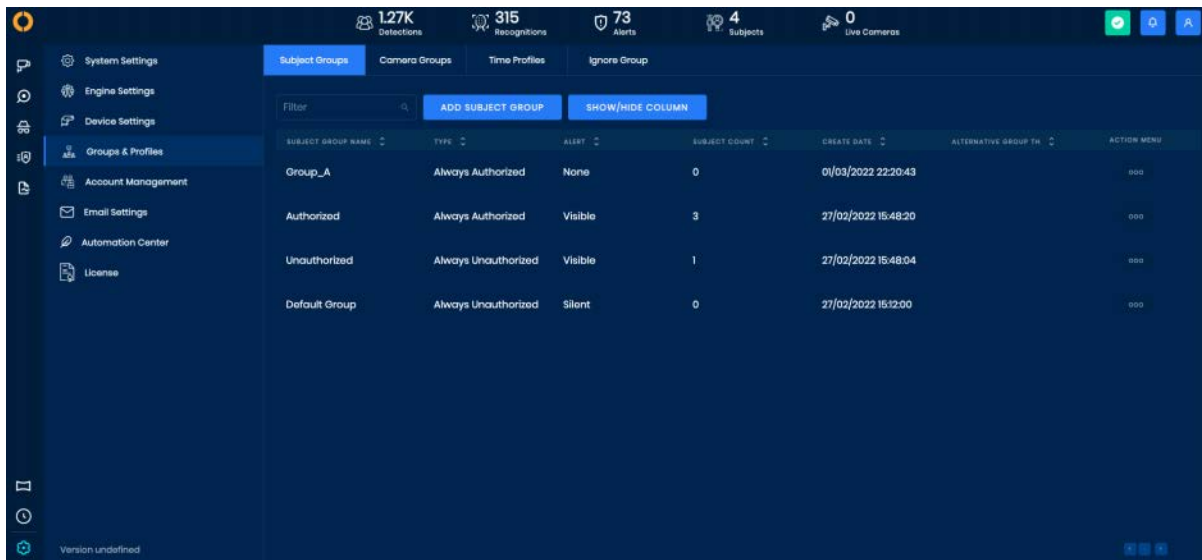 1.27K Detections
315 Recognitions
73 Alerts
4 Subjects
0 Live Cameras
System Settings
Engine Settings
Device Settings
Groups & Profiles
Account Management
Email Settings
Automation Center
License
Version undefined
Subject Groups Camera Groups Time Profiles Ignore Group
Filter ADD SUBJECT GROUP SHOW/HIDE COLUMN
SUBJECT GROUP NAME TYPE ALERT SUBJECT COUNT CREATE DATE ALTERNATIVE GROUP TH ACTION MENU
Group_A Always Authorized None 0 01/03/2022 22:20:43
Authorized Always Authorized Visible 3 27/02/2022 15:48:20
Unauthorized Always Unauthorized Visible 1 27/02/2022 15:48:04
Default Group Always Unauthorized Silent 0 27/02/2022 15:12:00